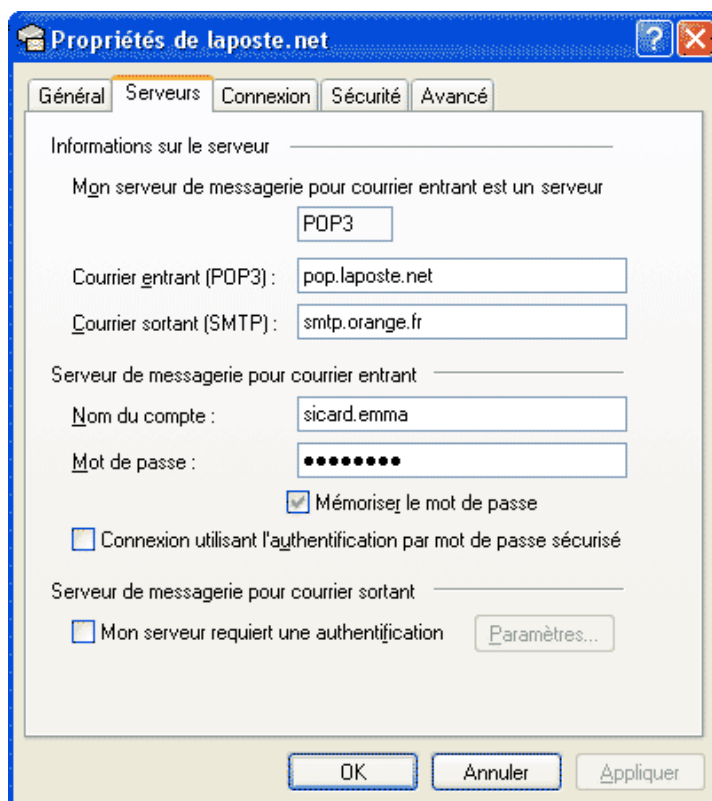 Propriétés de laposte.net
Général Serveurs Connexion Sécurité Avancé
Informations sur le serveur
Mon serveur de messagerie pour courrier entrant est un serveur
POP3
Courrier entrant (POP3) : pop.laposte.net
Courrier sortant (SMTP) : smtp.orange.fr
Serveur de messagerie pour courrier entrant
Nom du compte : sicard.emma
Mot de passe : ●●●●●●●●
Mémoriser le mot de passe
Connexion utilisant l'authentification par mot de passe sécurisé
Serveur de messagerie pour courrier sortant
Mon serveur requiert une authentification Paramètres...
OK Annuler Appliquer